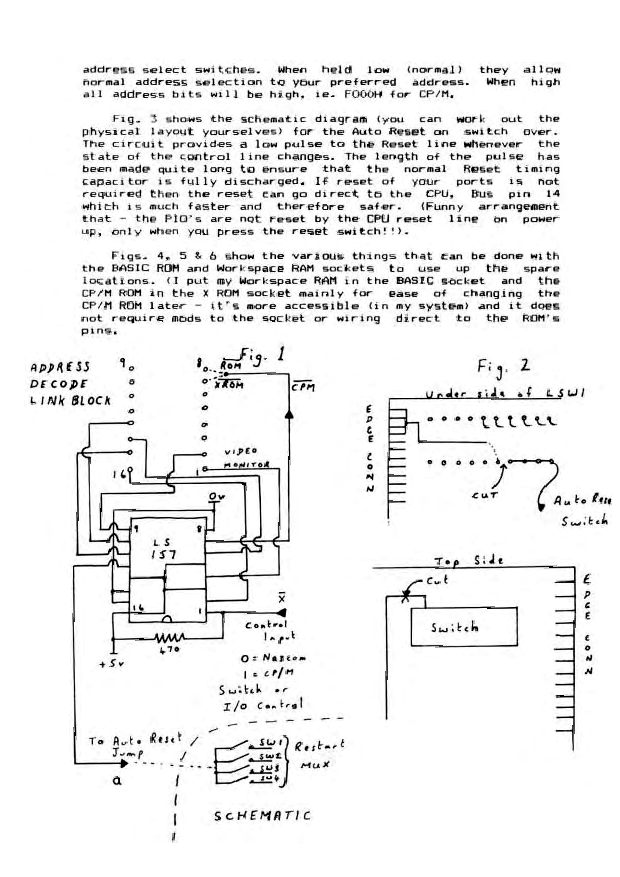 address select switches. When held low (normal) they allow
normal address selection to your preferred address. When high
all address bits will be high, ie. F000H for CP/M.
Fig. 3 shows the schematic diagram (you can work out the
physical layout yourselves) for the Auto Reset on switch over.
The circuit provides a low pulse to the Reset line whenever the
state of the control line changes. The length of the pulse has
been made quite long to ensure that the normal Reset timing
capacitor is fully discharged. If reset of your ports is not
required then the reset can go direct to the CPU, Bus pin 14
which is much faster and therefore safer. (Funny arrangement
that - the PIO's are not reset by the CPU reset line on power
up, only when you press the reset switch!!).
Figs. 4, 5 & 6 show the various things that can be done with
the BASIC ROM and Workspace RAM sockets to use up the spare
locations. (I put my Workspace RAM in the BASIC socket and the
CP/M ROM in the X ROM socket mainly for ease of changing the
CP/M ROM later - it's more accessible (in my system) and it does
not require mods to the socket or wiring direct to the ROM's
pins.
Fig. 1
ADDRESS
DECODE
LINK BLOCK
9
8
ROM
XROM
CPM
VIDEO
MONITOR
16
1
0v
9
8
LS
157
16
1
X
Control
Input
470
+5v
0 = Nascom
1 = CP/M
Switch or
I/O Control
To Auto Reset
Jump
a
SW1
SW2
SW3
SW4
Restart
MUX
SCHEMATIC
Fig. 2
Under side of LSW1
EDGE CONN
CUT
Auto Rese
Switch
Top Side
Cut
Switch
EDGE CONN